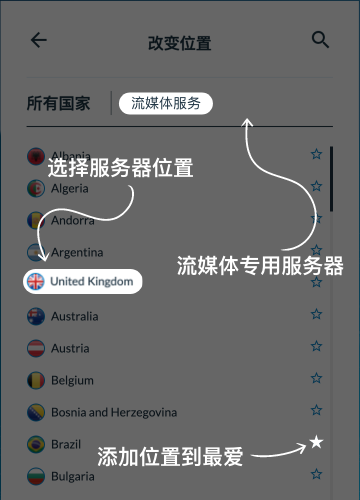 改变位置
所有国家
流媒体服务
Albania
选择服务器位置
Algeria
Andorra
Argentina
流媒体专用服务器
United Kingdom
Australia
Austria
Belgium
Bosnia and Herzegovina
Brazil
添加位置到最爱
Bulgaria